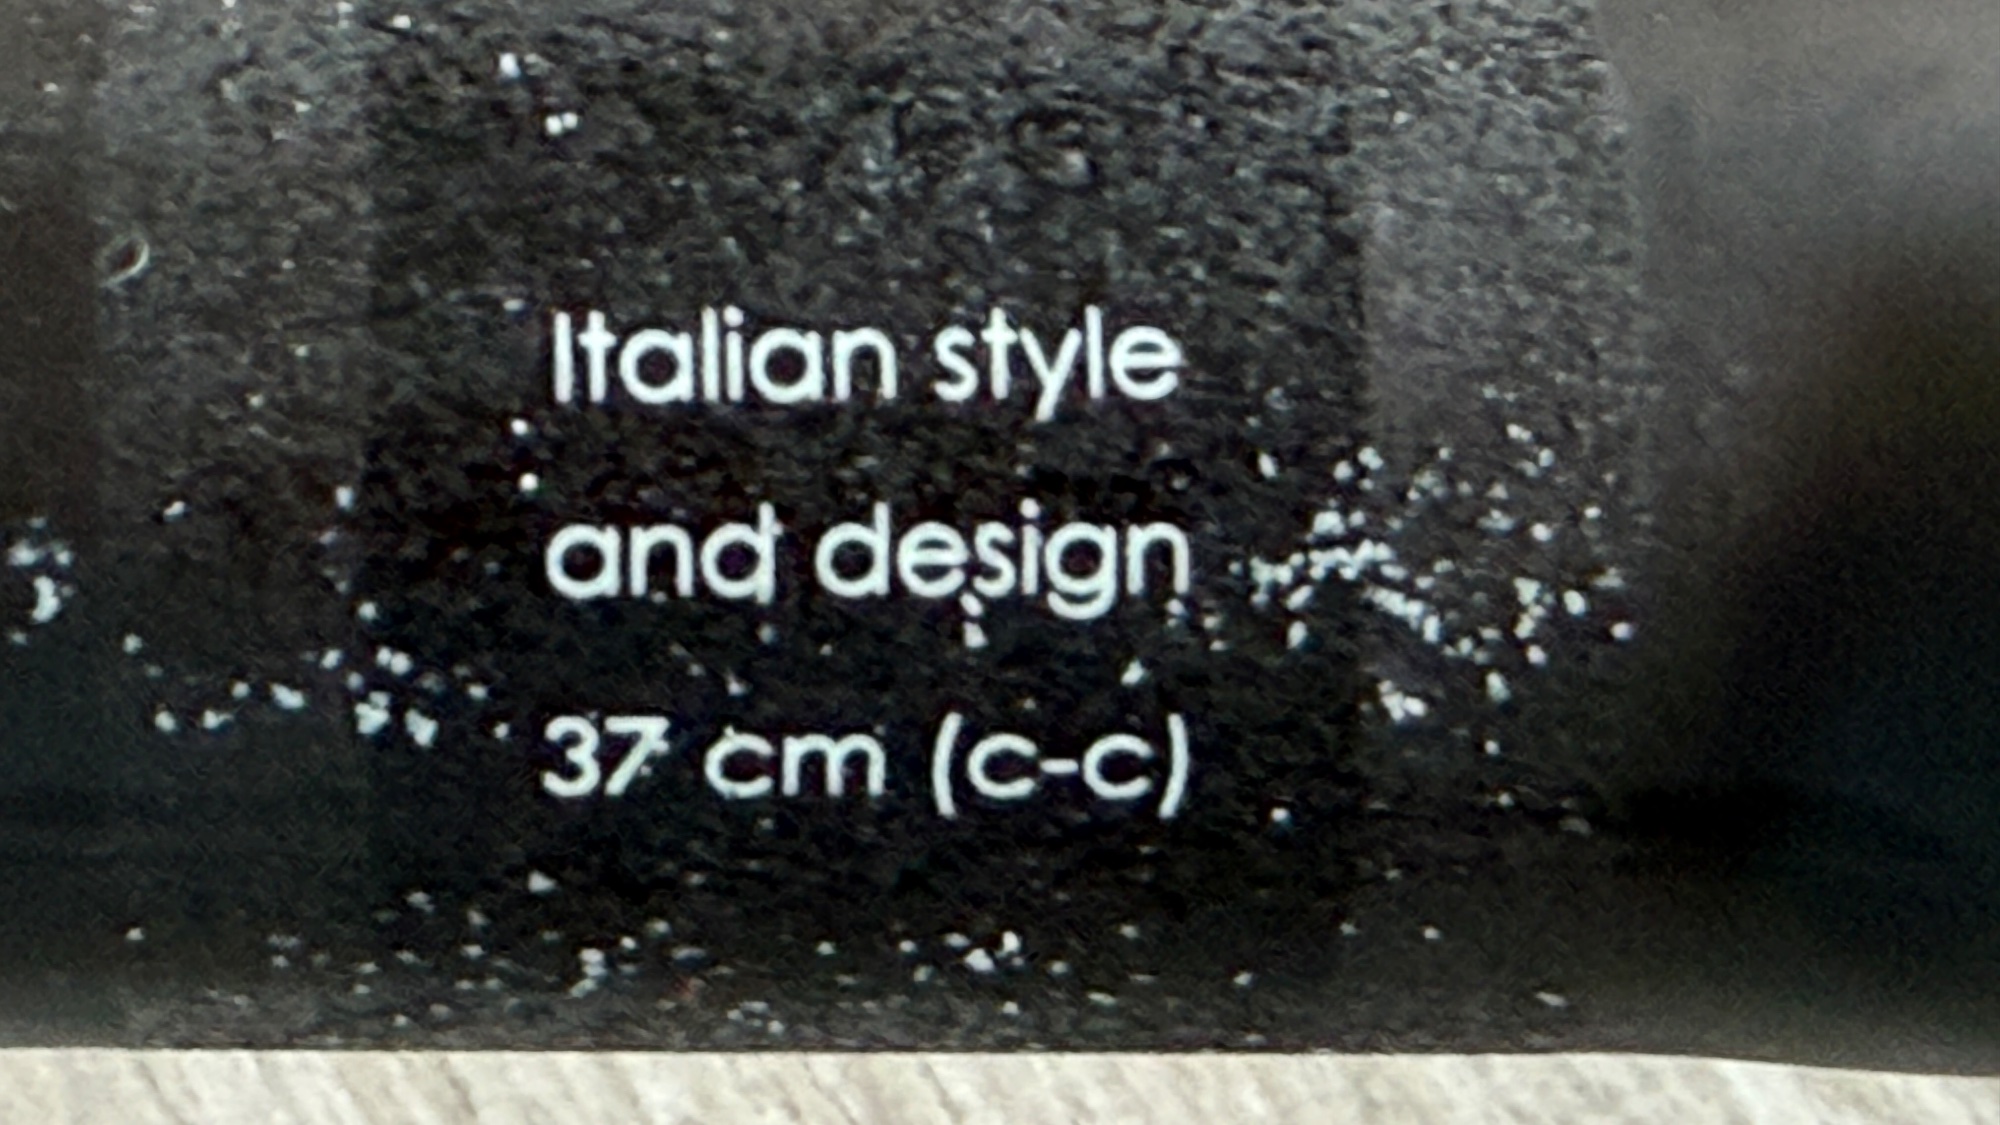 Italian style
and design
37 cm (c-c)